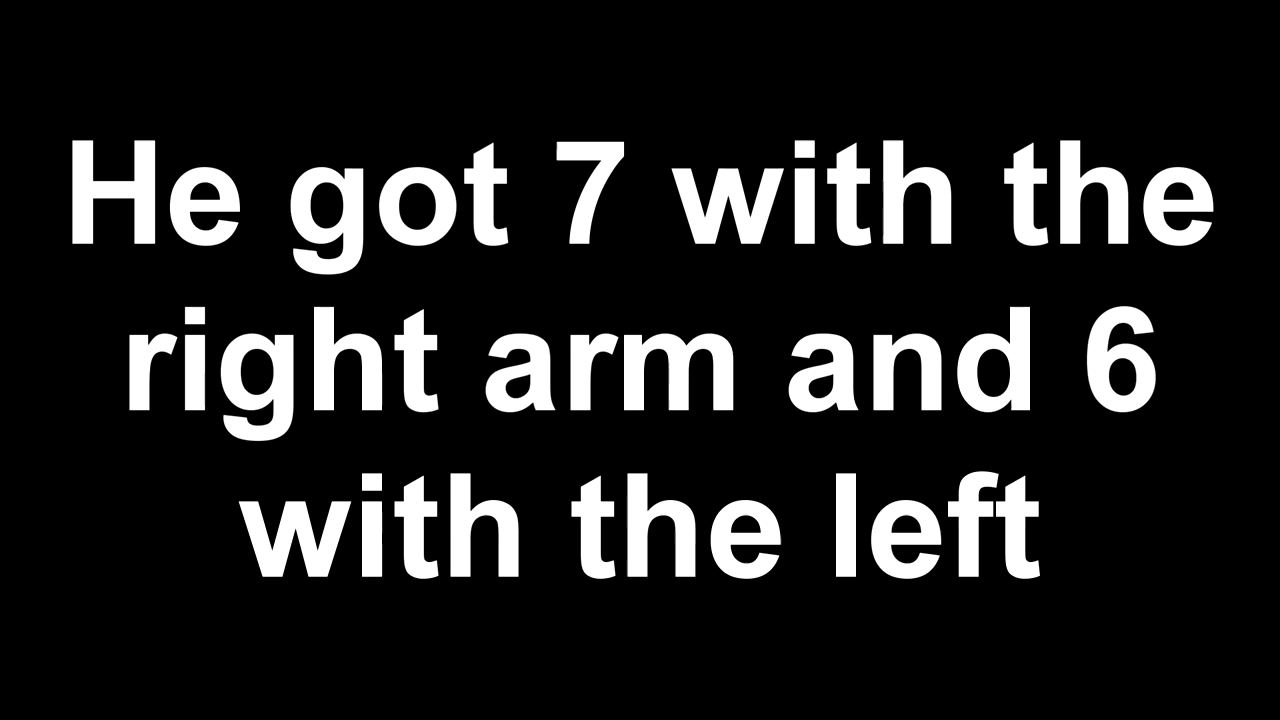 He got 7 with the
right arm and 6
with the left